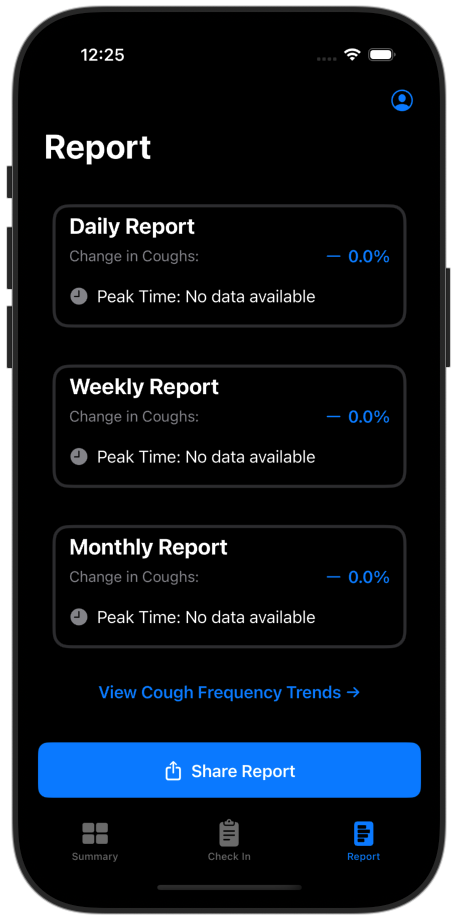 12:25
Report
Daily Report
Change in Coughs: — 0.0%
Peak Time: No data available
Weekly Report
Change in Coughs: — 0.0%
Peak Time: No data available
Monthly Report
Change in Coughs: — 0.0%
Peak Time: No data available
View Cough Frequency Trends →
Share Report
Summary Check In Report